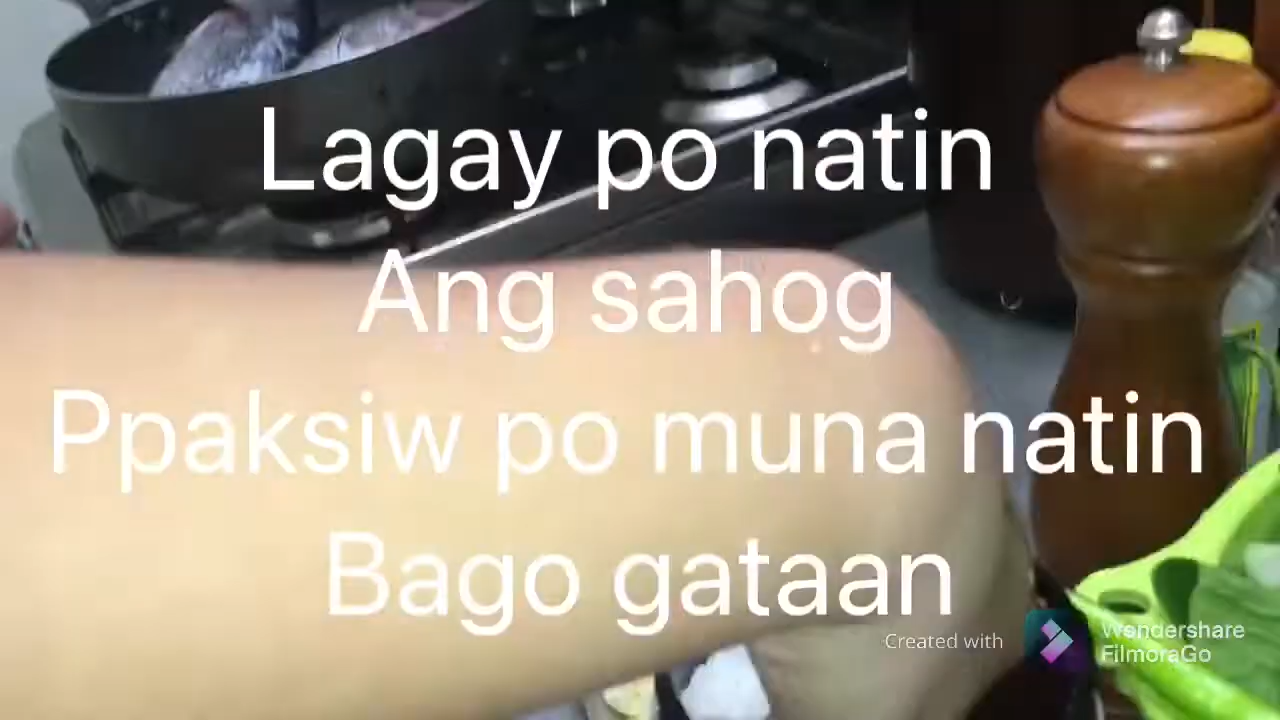 Lagay po natin
Ang sahog
Ppaksiw po muna natin
Bago gataan
Created with
Wondershare
FilmoraGo